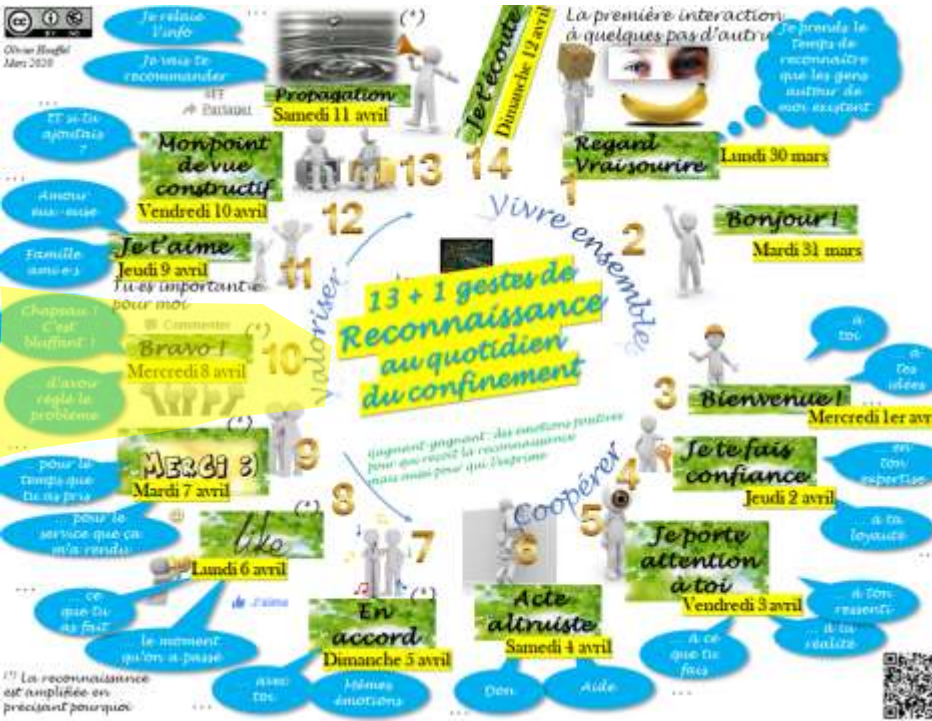 cc BY ND
Mars 2020
Je relaie
l'info
Je vais te
recommander
(*)
Partager
Propagation
Samedi 11 avril
Je t'écoute
Dimanche 12 avril
La première interaction
à quelques pas d'autrui
Je prends le
temps de
reconnaître
que les gens
autour de
moi existent
Regard
Vrai sourire
Lundi 30 mars
Et si tu
ajoutais
?
Mon point
de vue
constructif
Vendredi 10 avril
13
14
1
12
11
2
Bonjour !
Mardi 31 mars
Amour
Famille
ami·e·s
Je t'aime
Jeudi 9 avril
Tu es important·e
pour moi
Vivre ensemble
Valoriser
Coopérer
13 + 1 gestes de
Reconnaissance
au quotidien
du confinement
gagnant-gagnant : des émotions positives
pour qui reçoit la reconnaissance
mais aussi pour qui l'exprime
Chapeau !
C'est
bluffant !
Commenter
(*)
Bravo !
Mercredi 8 avril
10
... d'avoir
réglé le
problème
3
Bienvenue !
Mercredi 1er avr
à
toi
à
tes
idées
(*)
MERCI :)
Mardi 7 avril
9
... pour le
temps que
tu as pris
... pour le
service que ça
m'a rendu
4
Je te fais
confiance
Jeudi 2 avril
en
ton
expertise
à ta
loyauté
8
(*)
like
Lundi 6 avril
J'aime
... ce
que tu
as fait
le moment
qu'on a passé
5
Je porte
attention
à toi
Vendredi 3 avril
à ton
ressenti
... à ta
réalité
à ce
que tu
fais
7
(*)
En
accord
Dimanche 5 avril
avec
toi
Mêmes
émotions
6
Acte
altruiste
Samedi 4 avril
Don
Aide
(*) La reconnaissance
est amplifiée en
précisant pourquoi